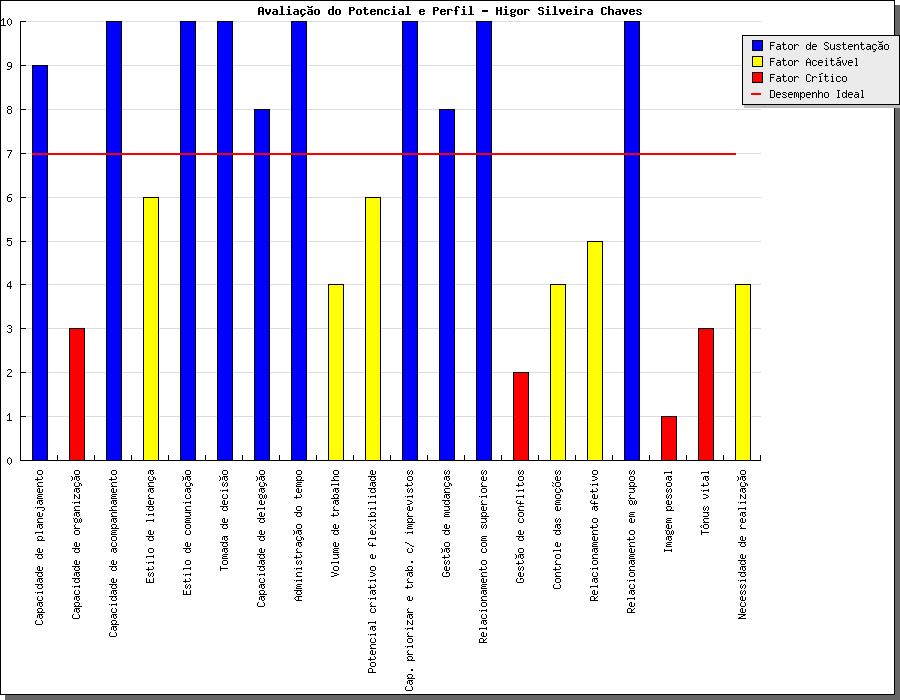 Avaliação do Potencial e Perfil - Higor Silveira Chaves
Fator de Sustentação
Fator Aceitável
Fator Crítico
Desempenho Ideal
10
9
8
7
6
5
4
3
2
1
0
Capacidade de planejamento
Capacidade de organização
Capacidade de acompanhamento
Estilo de liderança
Estilo de comunicação
Tomada de decisão
Capacidade de delegação
Administração do tempo
Volume de trabalho
Potencial criativo e flexibilidade
Cap. priorizar e trab. c/ imprevistos
Gestão de mudanças
Relacionamento com superiores
Gestão de conflitos
Controle das emoções
Relacionamento afetivo
Relacionamento em grupos
Imagem pessoal
Tônus vital
Necessidade de realização